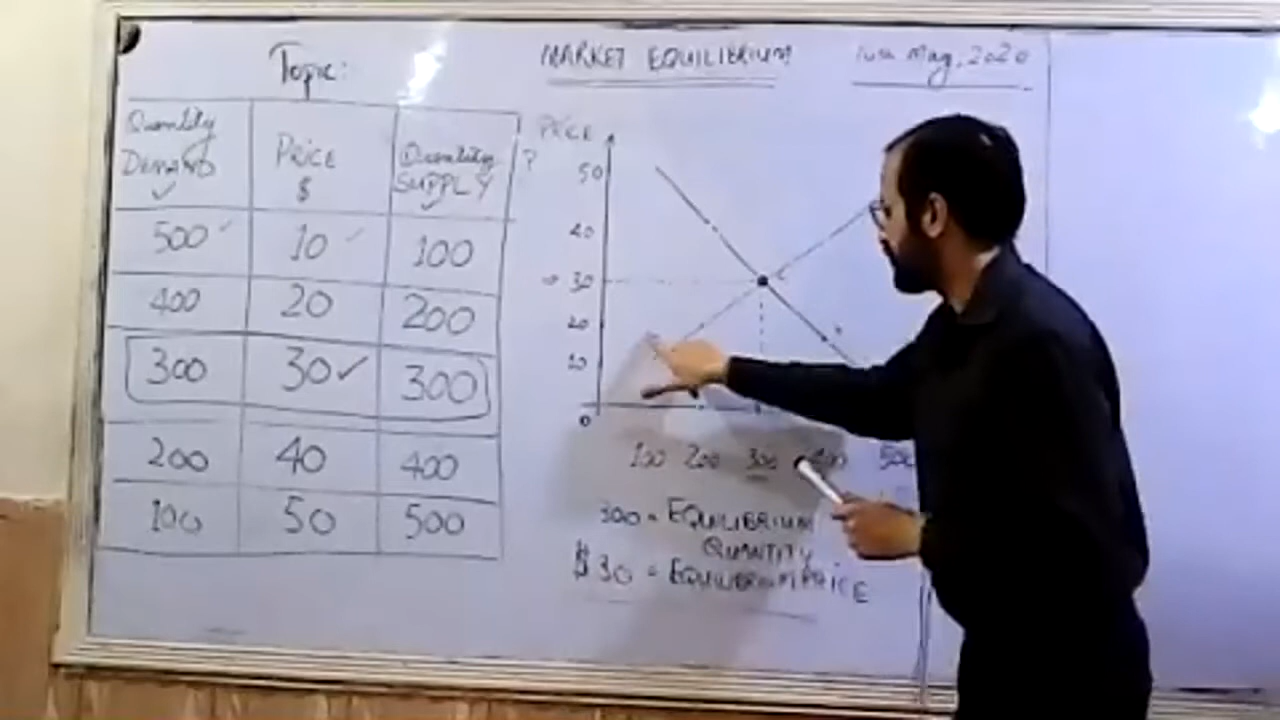 Topic:
MARKET EQUILIBRIUM
May, 2020
Quantity DEMAND | PRICE $ | Quantity SUPPLY
500 | 10 | 100
400 | 20 | 200
300 | 30 | 300
200 | 40 | 400
100 | 50 | 500
?
PRICE
50
40
30
20
10
0
100 200 300 400 500
300 = EQUILIBRIUM
QUANTITY
$30 = EQUILIBRIUM PRICE